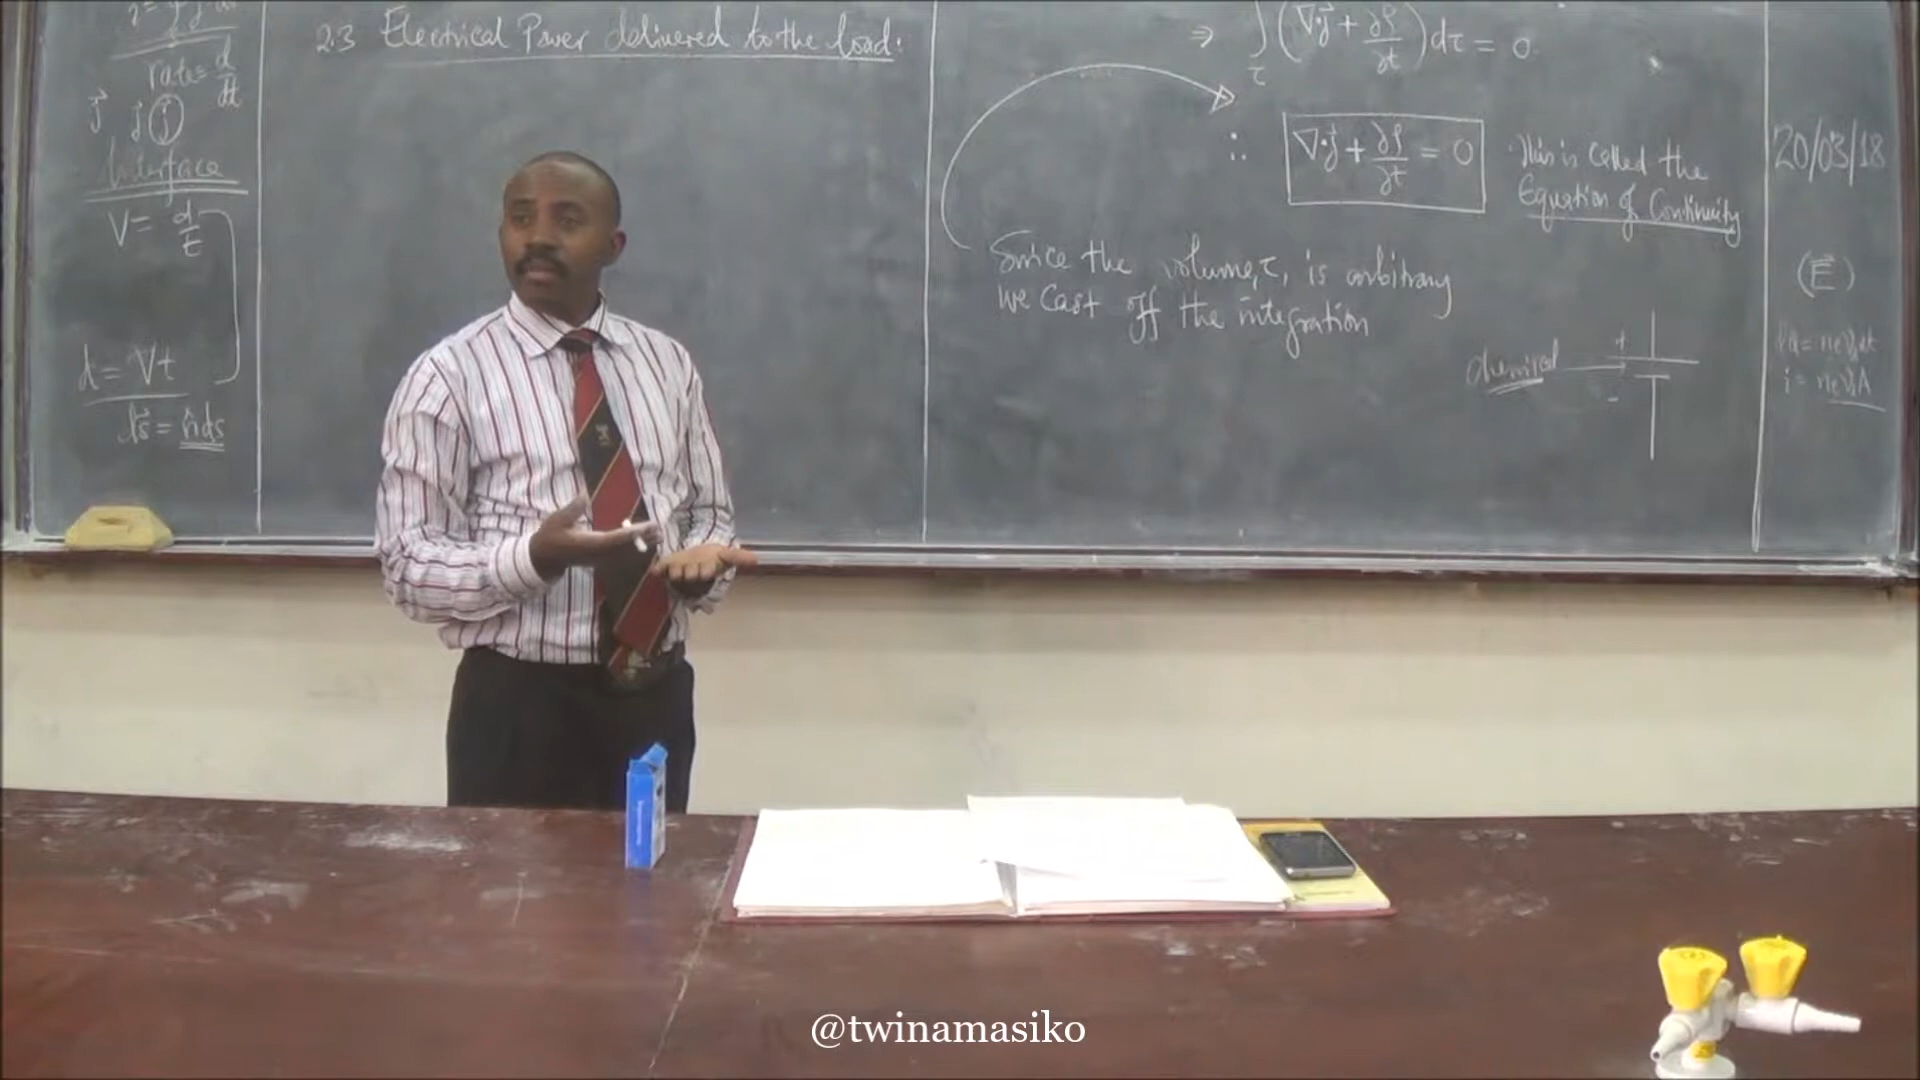 rate = d/dt
j⃗ j⃗ j
Interface
V = d/t
d = Vt
d⃗s = n̂ds
2.3 Electrical Power delivered to the load:
⇒ ∫τ (∇·j⃗ + ∂ρ/∂t) dτ = 0
∴ ∇·j⃗ + ∂ρ/∂t = 0
This is called the
Equation of Continuity
Since the volume, τ, is arbitrary
we cast off the integration
chemical
+
-
20/03/18
(E⃗)
@twinamasiko